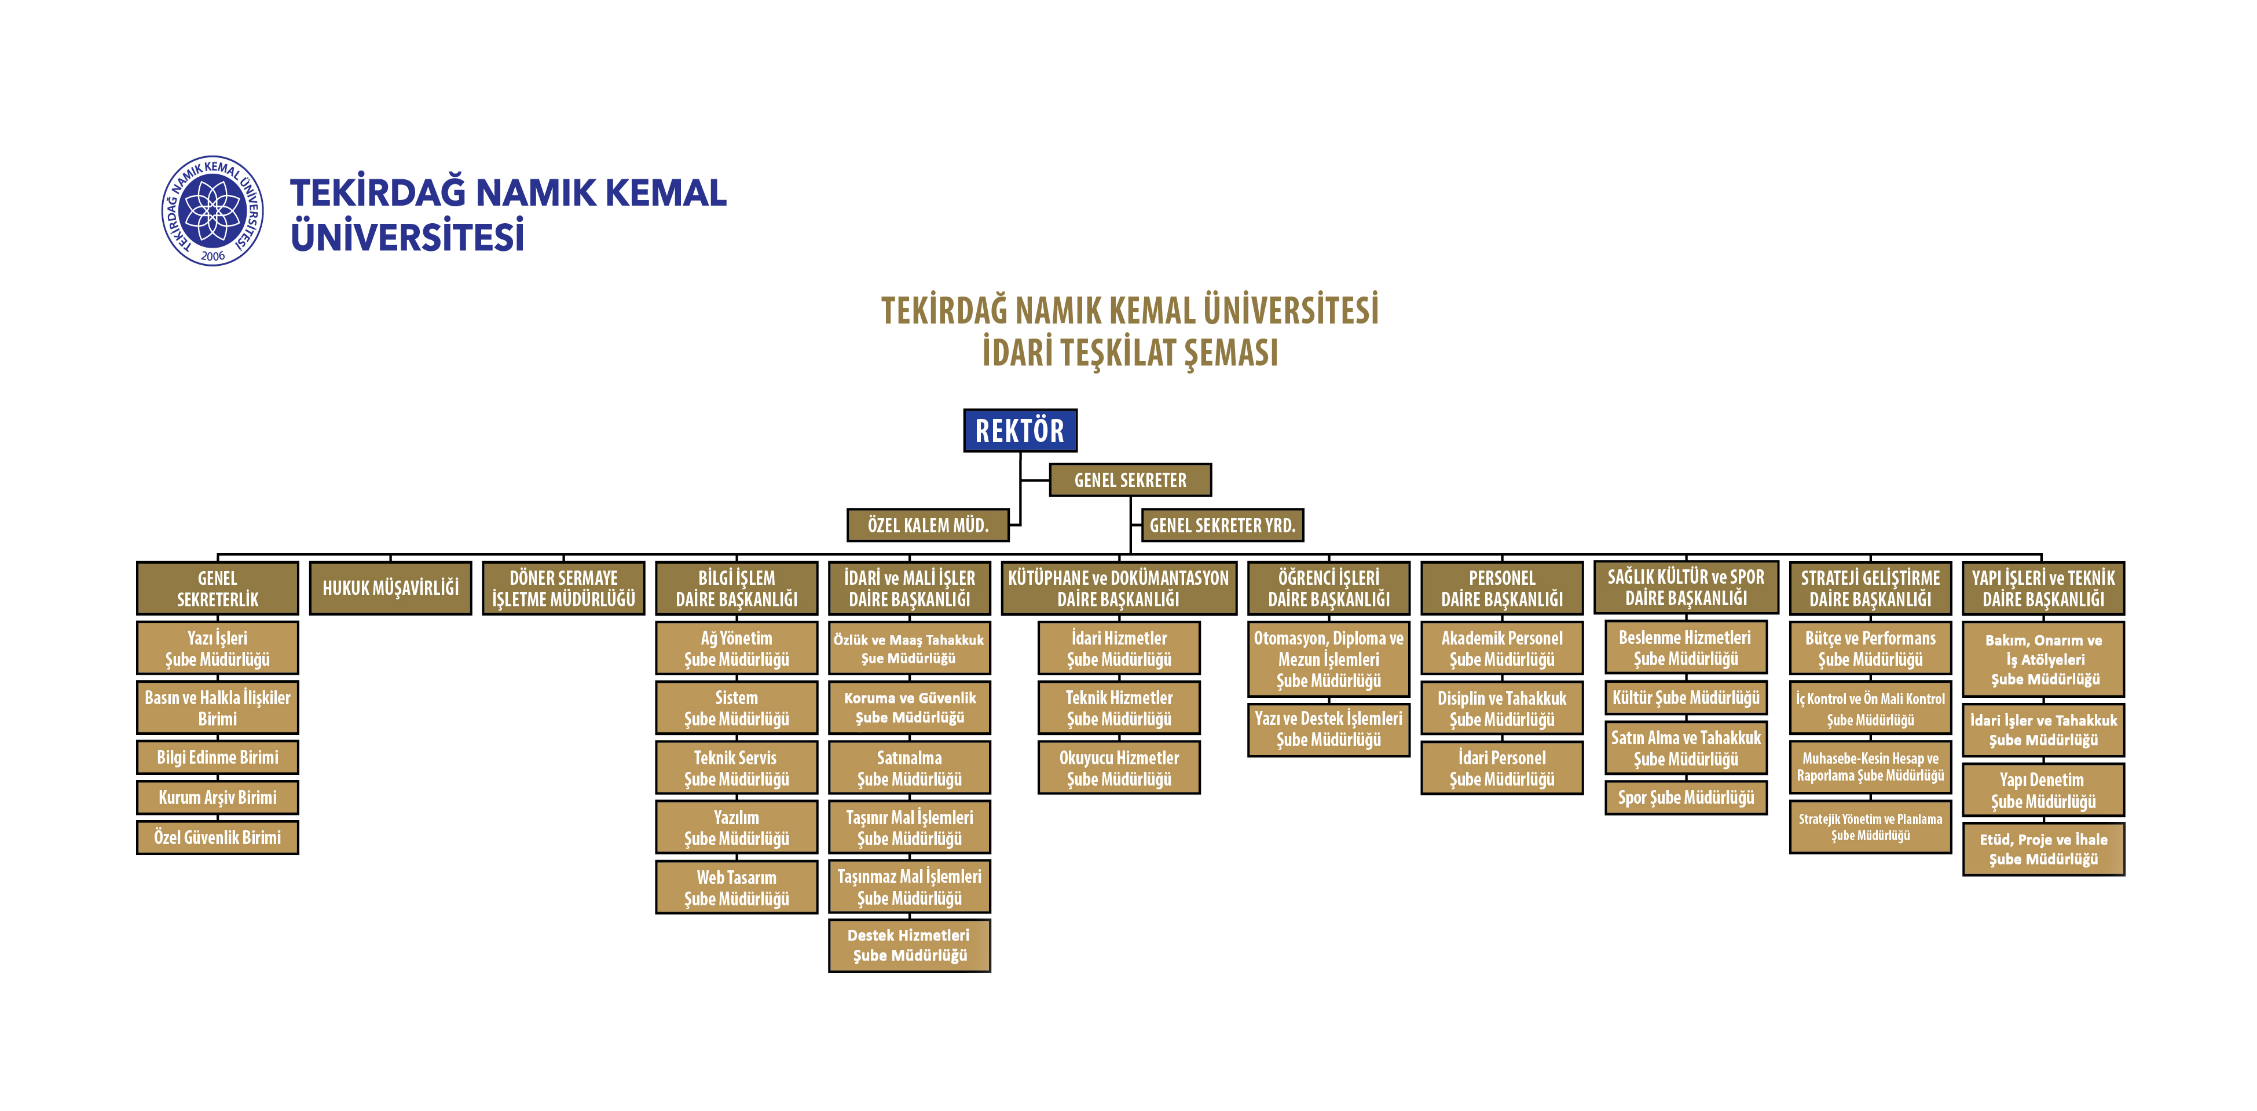 TEKİRDAĞ NAMIK KEMAL ÜNİVERSİTESİ
2006
TEKİRDAĞ NAMIK KEMAL
ÜNİVERSİTESİ
TEKİRDAĞ NAMIK KEMAL ÜNİVERSİTESİ
İDARİ TEŞKİLAT ŞEMASI
REKTÖR
GENEL SEKRETER
ÖZEL KALEM MÜD.
GENEL SEKRETER YRD.
GENEL
SEKRETERLİK
Yazı İşleri
Şube Müdürlüğü
Basın ve Halkla İlişkiler
Birimi
Bilgi Edinme Birimi
Kurum Arşiv Birimi
Özel Güvenlik Birimi
HUKUK MÜŞAVİRLİĞİ
DÖNER SERMAYE
İŞLETME MÜDÜRLÜĞÜ
BİLGİ İŞLEM
DAİRE BAŞKANLIĞI
Ağ Yönetim
Şube Müdürlüğü
Sistem
Şube Müdürlüğü
Teknik Servis
Şube Müdürlüğü
Yazılım
Şube Müdürlüğü
Web Tasarım
Şube Müdürlüğü
İDARİ ve MALİ İŞLER
DAİRE BAŞKANLIĞI
Özlük ve Maaş Tahakkuk
Şue Müdürlüğü
Koruma ve Güvenlik
Şube Müdürlüğü
Satınalma
Şube Müdürlüğü
Taşınır Mal İşlemleri
Şube Müdürlüğü
Taşınmaz Mal İşlemleri
Şube Müdürlüğü
Destek Hizmetleri
Şube Müdürlüğü
KÜTÜPHANE ve DOKÜMANTASYON
DAİRE BAŞKANLIĞI
İdari Hizmetler
Şube Müdürlüğü
Teknik Hizmetler
Şube Müdürlüğü
Okuyucu Hizmetler
Şube Müdürlüğü
ÖĞRENCİ İŞLERİ
DAİRE BAŞKANLIĞI
Otomasyon, Diploma ve
Mezun İşlemleri
Şube Müdürlüğü
Yazı ve Destek İşlemleri
Şube Müdürlüğü
PERSONEL
DAİRE BAŞKANLIĞI
Akademik Personel
Şube Müdürlüğü
Disiplin ve Tahakkuk
Şube Müdürlüğü
İdari Personel
Şube Müdürlüğü
SAĞLIK KÜLTÜR ve SPOR
DAİRE BAŞKANLIĞI
Beslenme Hizmetleri
Şube Müdürlüğü
Kültür Şube Müdürlüğü
Satın Alma ve Tahakkuk
Şube Müdürlüğü
Spor Şube Müdürlüğü
STRATEJİ GELİŞTİRME
DAİRE BAŞKANLIĞI
Bütçe ve Performans
Şube Müdürlüğü
İç Kontrol ve Ön Mali Kontrol
Şube Müdürlüğü
Muhasebe-Kesin Hesap ve
Raporlama Şube Müdürlüğü
Stratejik Yönetim ve Planlama
Şube Müdürlüğü
YAPI İŞLERİ ve TEKNİK
DAİRE BAŞKANLIĞI
Bakım, Onarım ve
İş Atölyeleri
Şube Müdürlüğü
İdari İşler ve Tahakkuk
Şube Müdürlüğü
Yapı Denetim
Şube Müdürlüğü
Etüd, Proje ve İhale
Şube Müdürlüğü